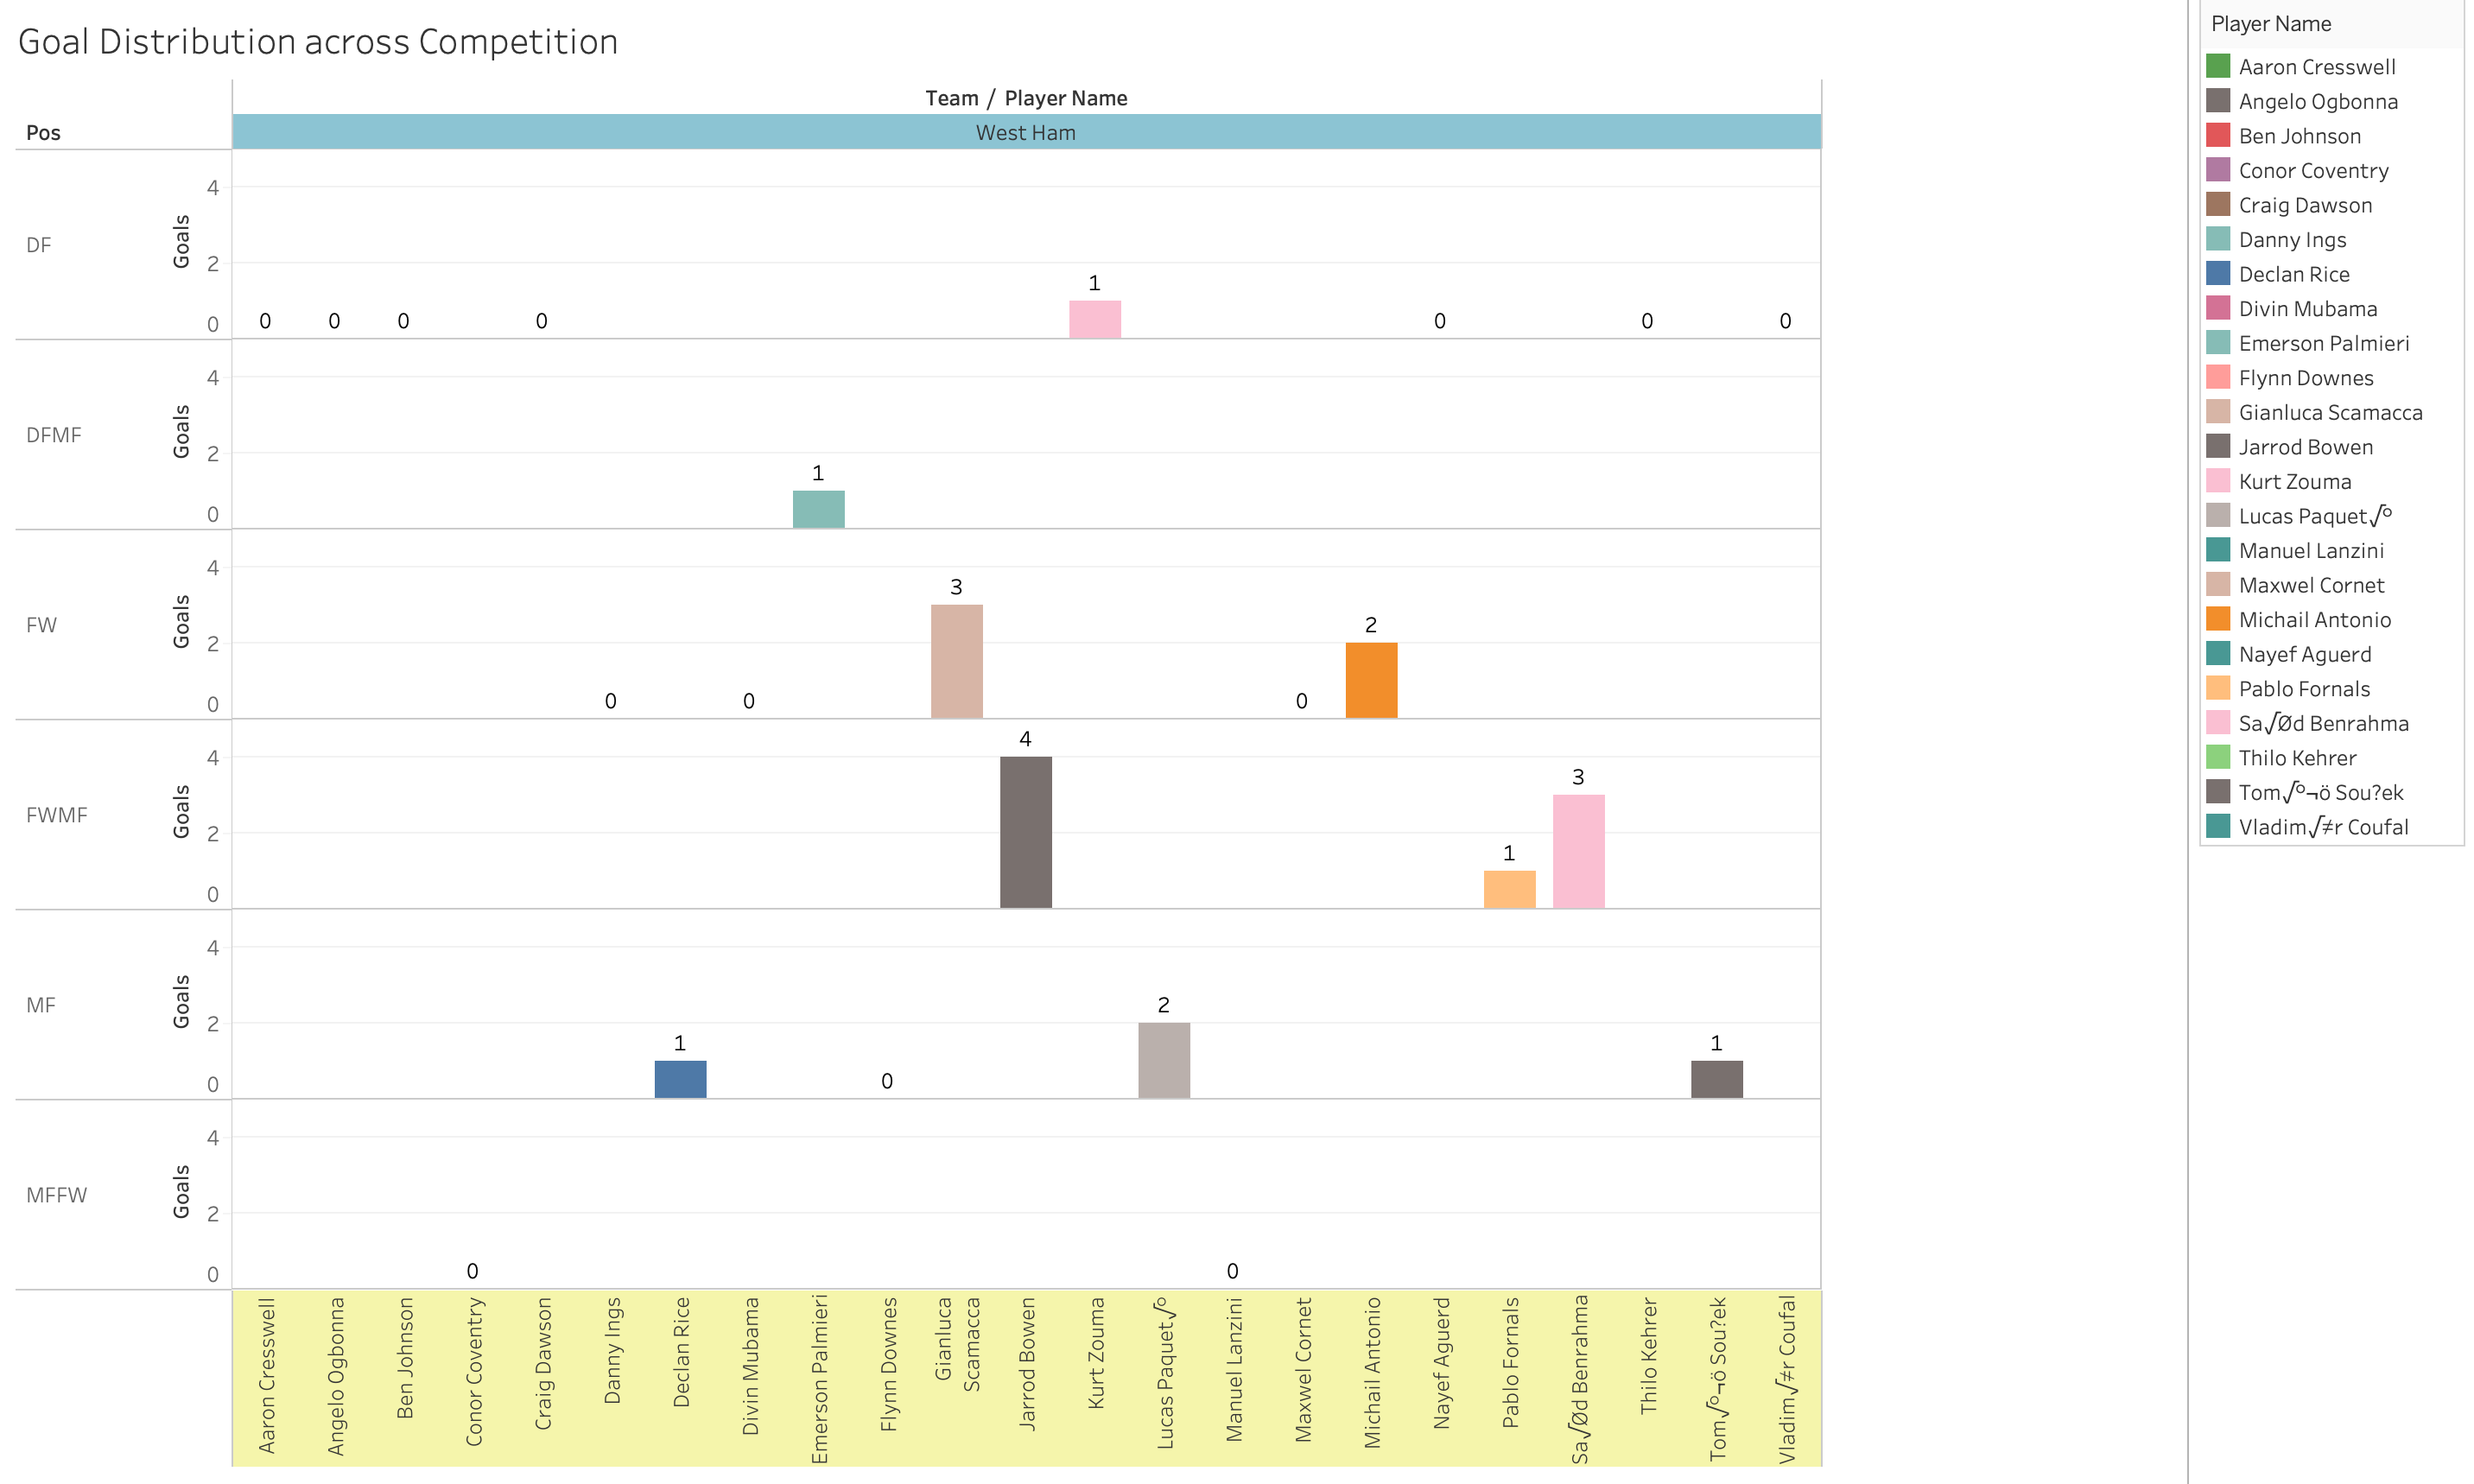 Goal Distribution across Competition
Team / Player Name
Pos
West Ham
DF
Goals
4
2
0
0
0
0
0
1
0
0
0
DFMF
Goals
4
2
0
1
FW
Goals
4
2
0
0
0
3
0
2
FWMF
Goals
4
2
0
4
1
3
MF
Goals
4
2
0
1
0
2
1
MFFW
Goals
4
2
0
0
0
Aaron Cresswell
Angelo Ogbonna
Ben Johnson
Conor Coventry
Craig Dawson
Danny Ings
Declan Rice
Divin Mubama
Emerson Palmieri
Flynn Downes
Gianluca
Scamacca
Jarrod Bowen
Kurt Zouma
Lucas Paquet√°
Manuel Lanzini
Maxwel Cornet
Michail Antonio
Nayef Aguerd
Pablo Fornals
Sa√Ød Benrahma
Thilo Kehrer
Tom√°¬ö Sou?ek
Vladim√≠r Coufal
Player Name
Aaron Cresswell
Angelo Ogbonna
Ben Johnson
Conor Coventry
Craig Dawson
Danny Ings
Declan Rice
Divin Mubama
Emerson Palmieri
Flynn Downes
Gianluca Scamacca
Jarrod Bowen
Kurt Zouma
Lucas Paquet√°
Manuel Lanzini
Maxwel Cornet
Michail Antonio
Nayef Aguerd
Pablo Fornals
Sa√Ød Benrahma
Thilo Kehrer
Tom√°¬ö Sou?ek
Vladim√≠r Coufal